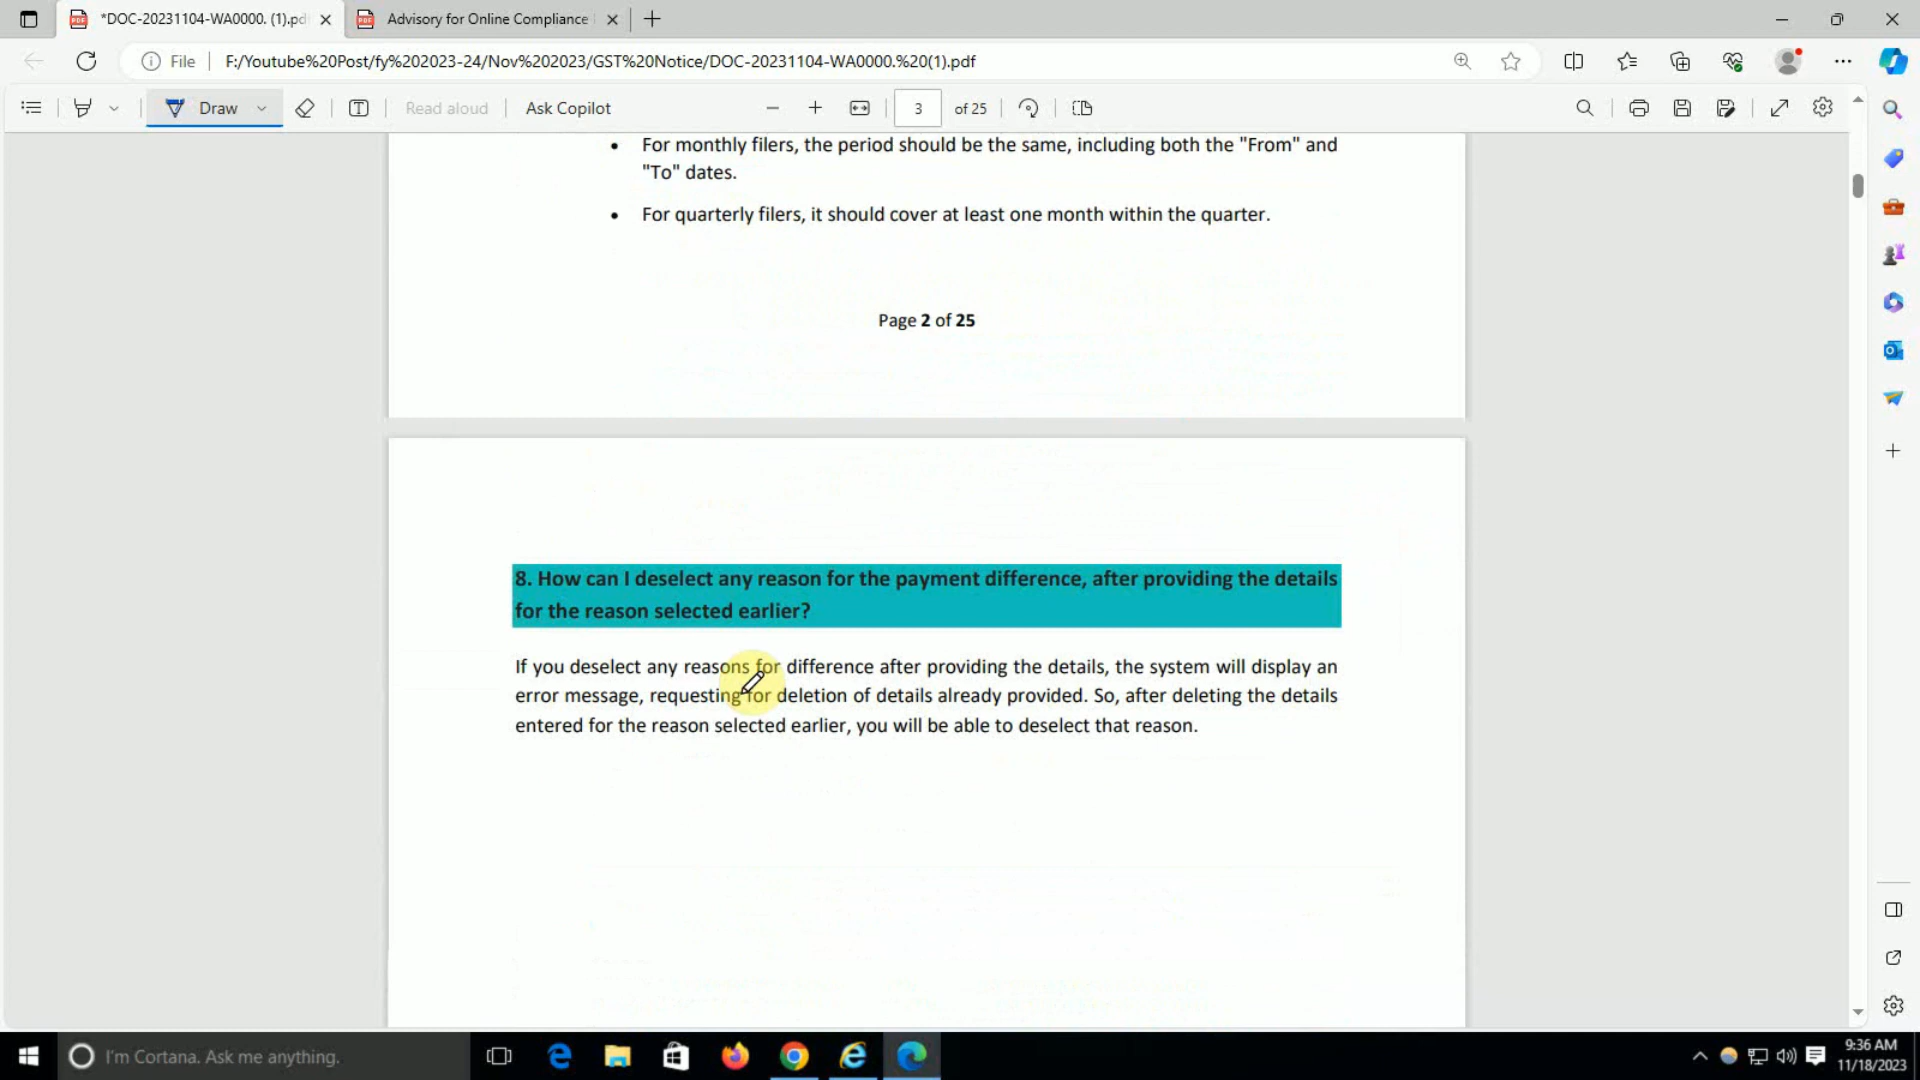 *DOC-20231104-WA0000. (1).pd
Advisory for Online Compliance
File
F:/Youtube%20Post/fy%202023-24/Nov%202023/GST%20Notice/DOC-20231104-WA0000.%20(1).pdf
Draw
Read aloud
Ask Copilot
3
of 25
• For monthly filers, the period should be the same, including both the "From" and
"To" dates.
• For quarterly filers, it should cover at least one month within the quarter.
Page 2 of 25
8. How can I deselect any reason for the payment difference, after providing the details
for the reason selected earlier?
If you deselect any reasons for difference after providing the details, the system will display an
error message, requesting for deletion of details already provided. So, after deleting the details
entered for the reason selected earlier, you will be able to deselect that reason.
I'm Cortana. Ask me anything.
9:36 AM
11/18/2023